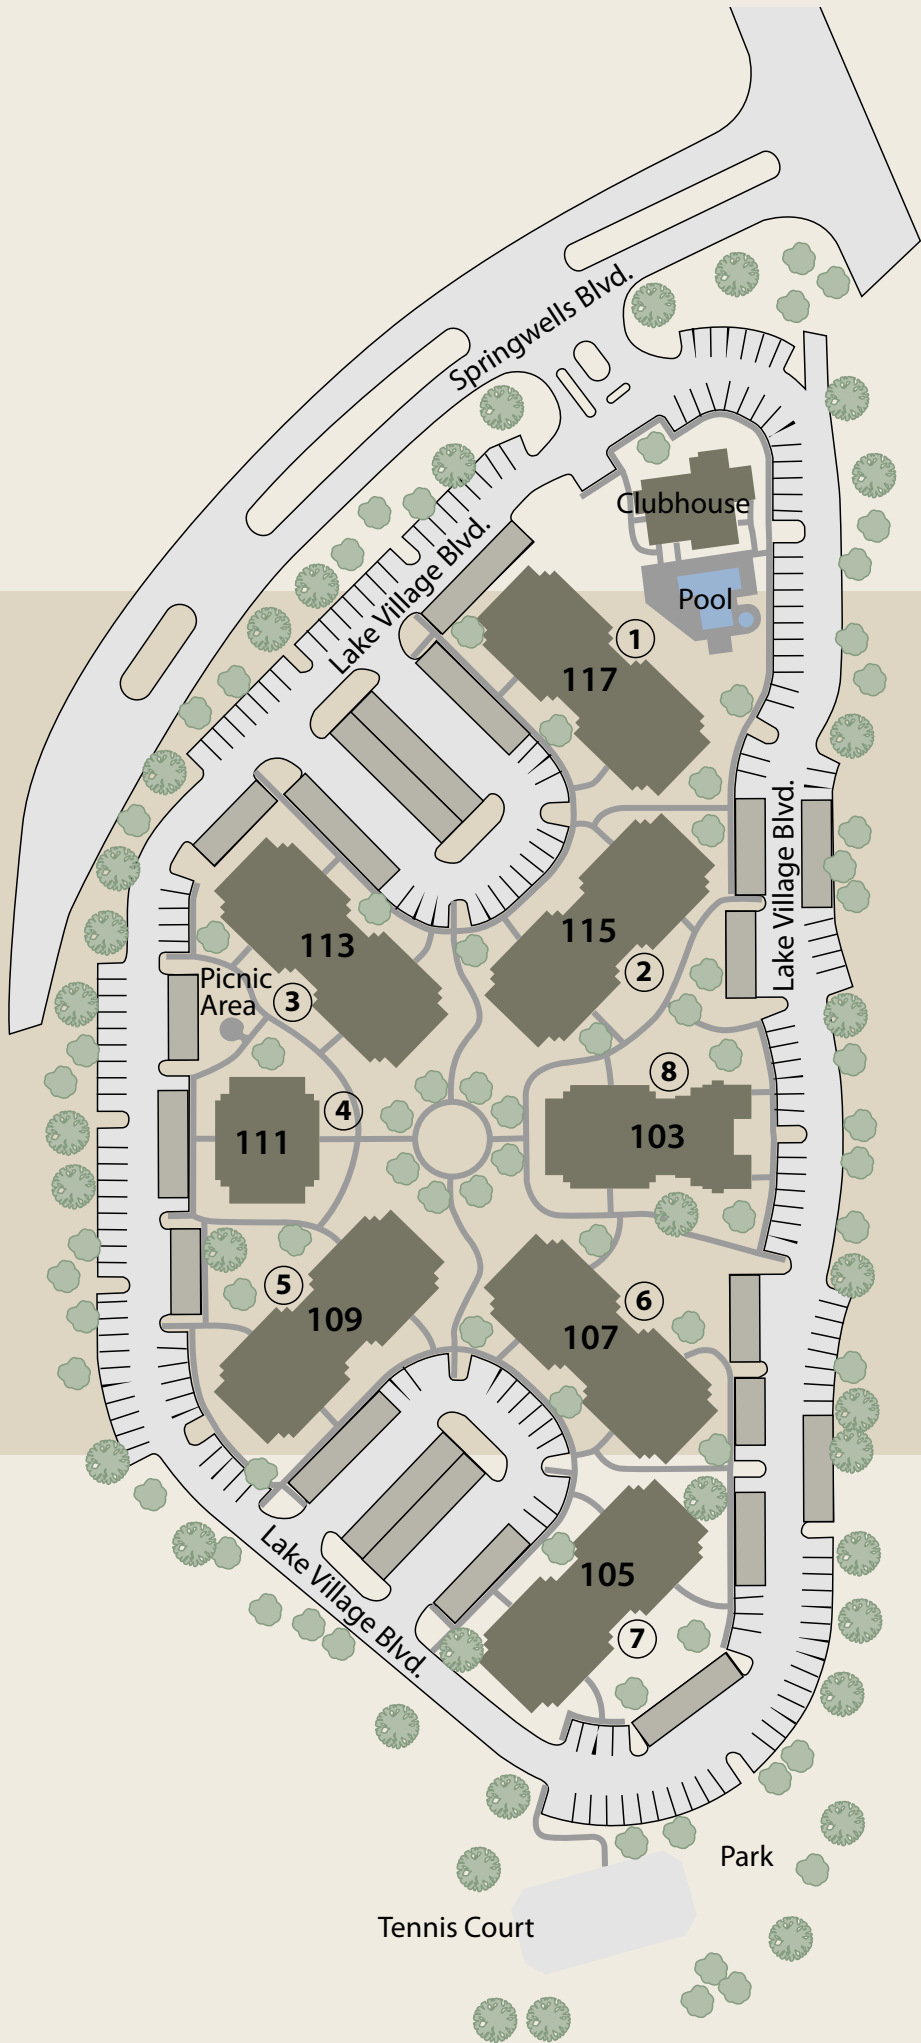 Springwells Blvd.
Clubhouse
Lake Village Blvd.
Pool
1
117
Lake Village Blvd.
115
113
2
Picnic
Area
3
8
4
103
111
5
6
109
107
Lake Village Blvd.
105
7
Park
Tennis Court